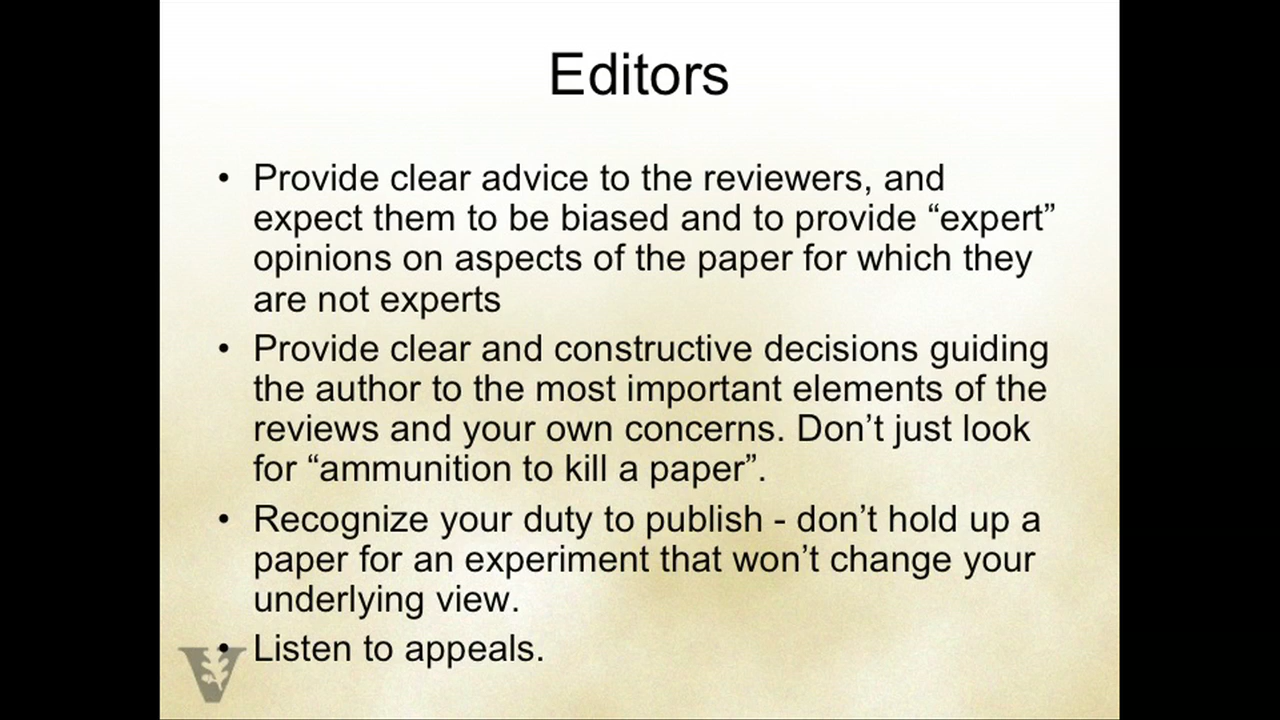 Editors
• Provide clear advice to the reviewers, and
expect them to be biased and to provide “expert”
opinions on aspects of the paper for which they
are not experts
• Provide clear and constructive decisions guiding
the author to the most important elements of the
reviews and your own concerns. Don’t just look
for “ammunition to kill a paper”.
• Recognize your duty to publish - don’t hold up a
paper for an experiment that won’t change your
underlying view.
• Listen to appeals.
V